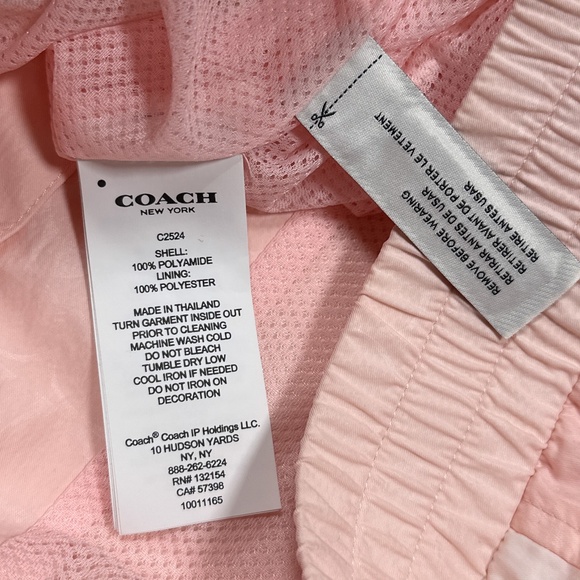 COACH
NEW YORK
C2524
SHELL:
100% POLYAMIDE
LINING:
100% POLYESTER
MADE IN THAILAND
TURN GARMENT INSIDE OUT
PRIOR TO CLEANING
MACHINE WASH COLD
DO NOT BLEACH
TUMBLE DRY LOW
COOL IRON IF NEEDED
DO NOT IRON ON
DECORATION
Coach® Coach IP Holdings LLC.
10 HUDSON YARDS
NY, NY
888-262-6224
RN# 132154
CA# 57398
10011165
REMOVE BEFORE WEARING
RETIRAR ANTES DE USAR
RETIRER AVANT DE PORTER LE VETEMENT
RETIRE ANTES USAR